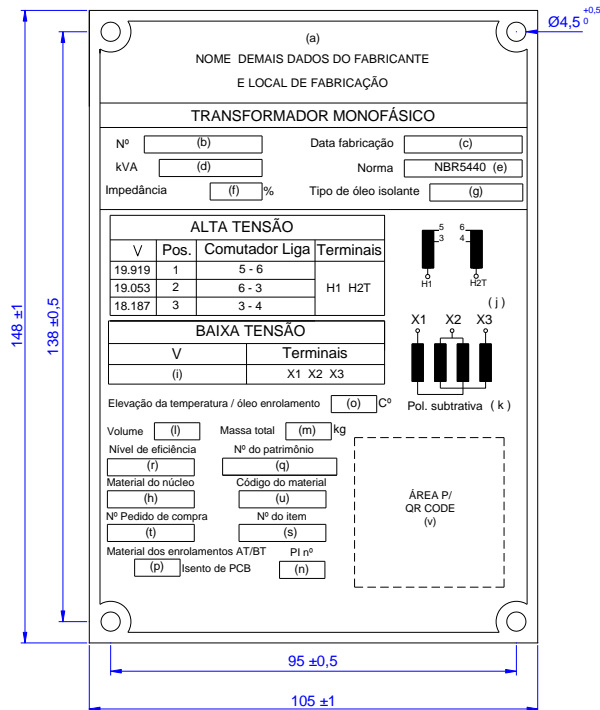 (a)
Ø4,5 +0,5 0
NOME DEMAIS DADOS DO FABRICANTE
E LOCAL DE FABRICAÇÃO
TRANSFORMADOR MONOFÁSICO
Nº (b) Data fabricação (c)
kVA (d) Norma NBR5440 (e)
Impedância (f) % Tipo de óleo isolante (g)
ALTA TENSÃO
V Pos. Comutador Liga Terminais
19.919 1 5 - 6
19.053 2 6 - 3 H1 H2T
18.187 3 3 - 4
5 6
3 4
H1 H2T
(j)
BAIXA TENSÃO
V Terminais
(i) X1 X2 X3
X1 X2 X3
Pol. subtrativa (k)
Elevação da temperatura / óleo enrolamento (o) Cº
Volume (l) Massa total (m) kg
Nível de eficiência Nº do patrimônio
(r) (q)
Material do núcleo Código do material
(h) (u)
Nº Pedido de compra Nº do item
(t) (s)
Material dos enrolamentos AT/BT PI nº
(p) Isento de PCB (n)
ÁREA P/
QR CODE
(v)
148 ±1
138 ±0,5
95 ±0,5
105 ±1